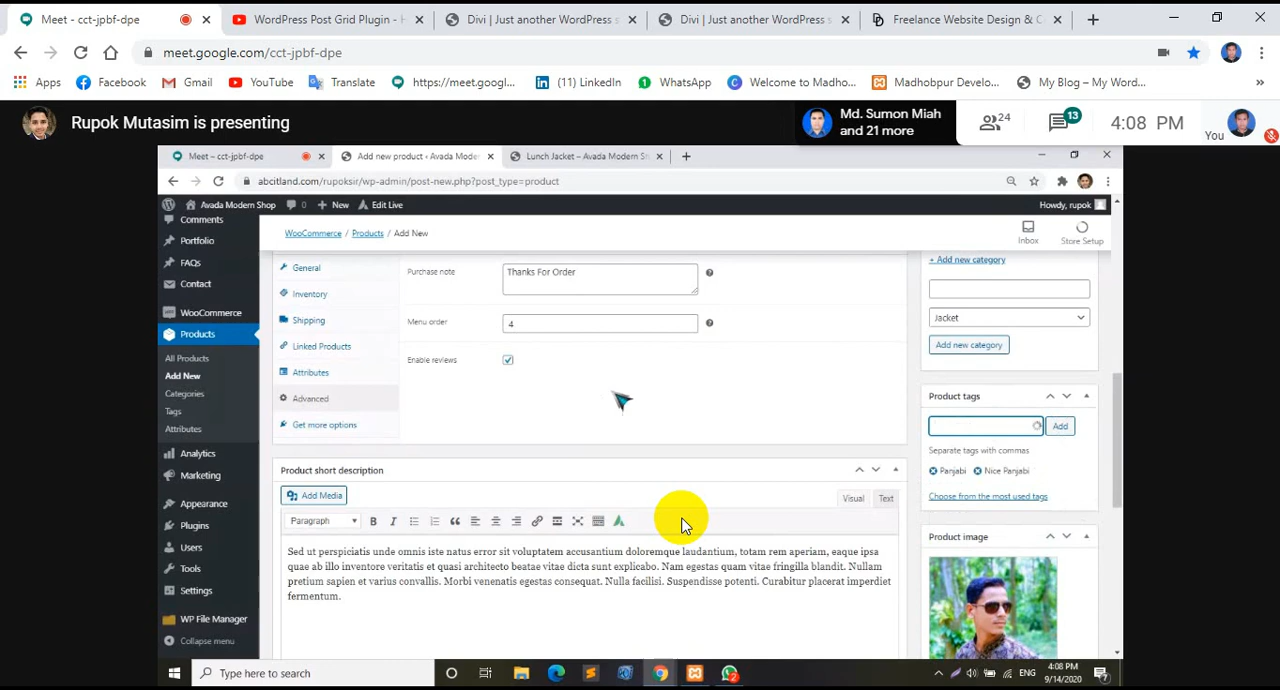 Meet - cct-jpbf-dpe
WordPress Post Grid Plugin - H
Divi | Just another WordPress s
Divi | Just another WordPress s
Freelance Website Design & C
meet.google.com/cct-jpbf-dpe
Apps
Facebook
Gmail
YouTube
Translate
https://meet.googl...
(11) LinkedIn
WhatsApp
Welcome to Madho...
Madhobpur Develo...
My Blog – My Wor...
Rupok Mutasim is presenting
Md. Sumon Miah
and 21 more
24
13
4:08 PM
You
Meet – cct-jpbf-dpe
Add new product ‹ Avada Moder
Lunch Jacket – Avada Modern Sh
abcitland.com/rupoksir/wp-admin/post-new.php?post_type=product
Avada Modern Shop
0
New
Edit Live
Howdy, rupok
Comments
Portfolio
FAQs
Contact
WooCommerce
Products
All Products
Add New
Categories
Tags
Attributes
Analytics
Marketing
Appearance
Plugins
Users
Tools
Settings
WP File Manager
Collapse menu
WooCommerce / Products / Add New
Inbox
Store Setup
General
Inventory
Shipping
Linked Products
Attributes
Advanced
Get more options
Purchase note
Thanks For Order
Menu order
4
Enable reviews
+ Add new category
Jacket
Add new category
Product tags
Add
Separate tags with commas
Panjabi
Nice Panjabi
Choose from the most used tags
Product image
Product short description
Add Media
Visual
Text
Paragraph
B
I
Sed ut perspiciatis unde omnis iste natus error sit voluptatem accusantium doloremque laudantium, totam rem aperiam, eaque ipsa
quae ab illo inventore veritatis et quasi architecto beatae vitae dicta sunt explicabo. Nam egestas quam vitae fringilla blandit. Nullam
pretium sapien et varius convallis. Morbi venenatis egestas consequat. Nulla facilisi. Suspendisse potenti. Curabitur placerat imperdiet
fermentum.
Type here to search
2
ENG
4:08 PM
9/14/2020